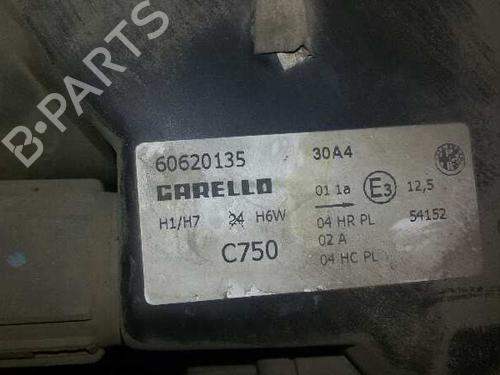 B-PARTS
60620135 30A4
CARELLO 01 1a E3 12,5
H1/H7 24 H6W 04 HR PL 54152
C750 02 A
04 HC PL